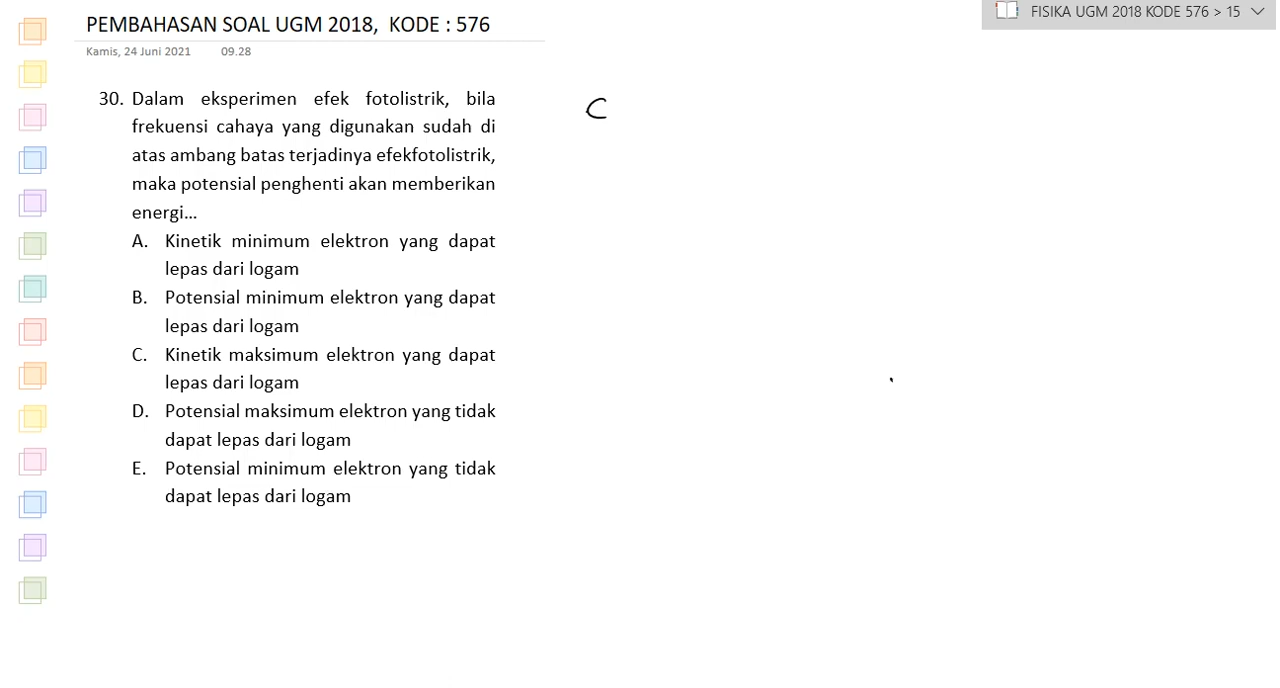 PEMBAHASAN SOAL UGM 2018, KODE : 576
FISIKA UGM 2018 KODE 576 > 15
Kamis, 24 Juni 2021 09.28
30. Dalam eksperimen efek fotolistrik, bila
frekuensi cahaya yang digunakan sudah di
atas ambang batas terjadinya efekfotolistrik,
maka potensial penghenti akan memberikan
energi...
A. Kinetik minimum elektron yang dapat
lepas dari logam
B. Potensial minimum elektron yang dapat
lepas dari logam
C. Kinetik maksimum elektron yang dapat
lepas dari logam
D. Potensial maksimum elektron yang tidak
dapat lepas dari logam
E. Potensial minimum elektron yang tidak
dapat lepas dari logam
C